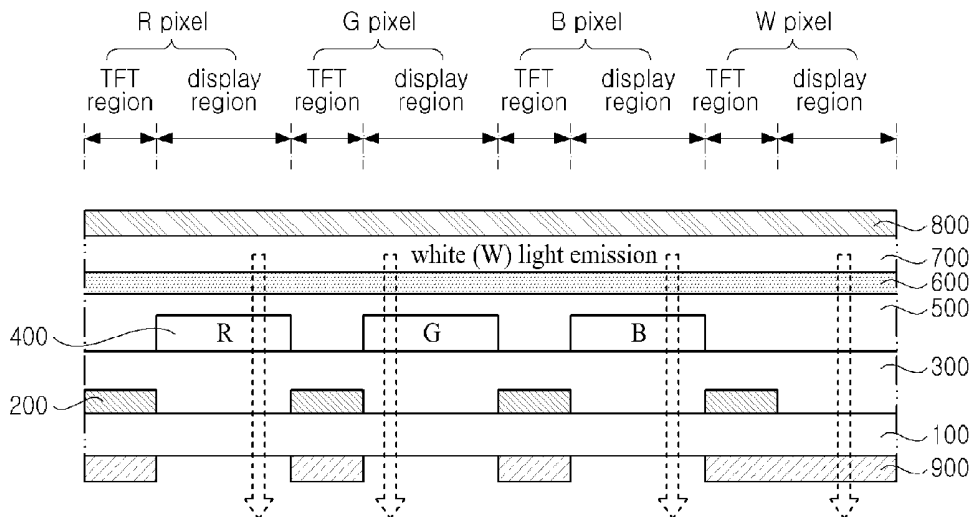 R pixel G pixel B pixel W pixel
TFT region display region TFT region display region TFT region display region TFT region display region
800
white (W) light emission 700
600
500
400 R G B
300
200
100
900